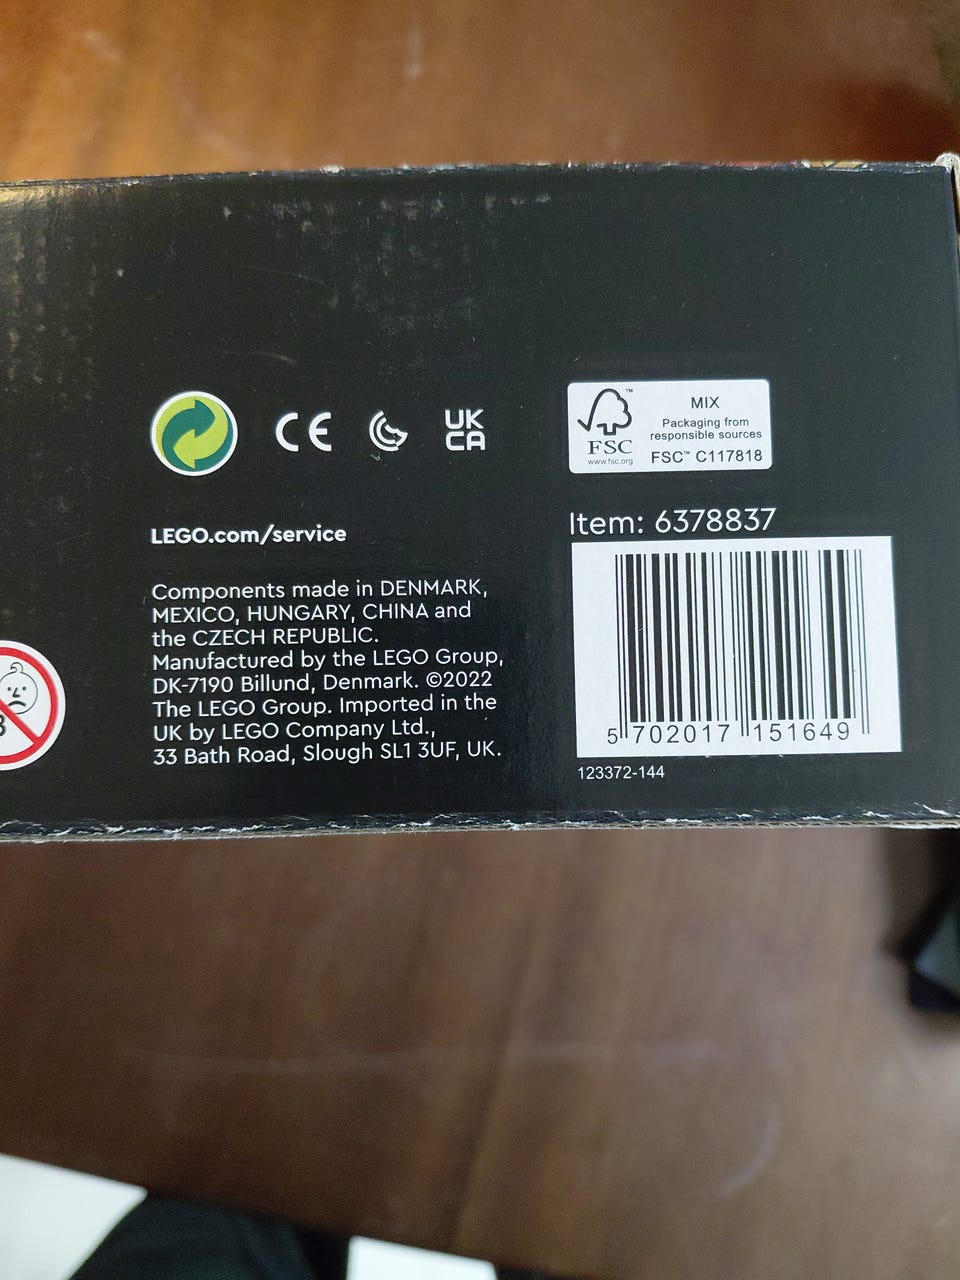 CE
UK
CA
FSC
www.fsc.org
™
MIX
Packaging from
responsible sources
FSC™ C117818
LEGO.com/service
Components made in DENMARK,
MEXICO, HUNGARY, CHINA and
the CZECH REPUBLIC.
Manufactured by the LEGO Group,
DK-7190 Billund, Denmark. ©2022
The LEGO Group. Imported in the
UK by LEGO Company Ltd.,
33 Bath Road, Slough SL1 3UF, UK.
Item: 6378837
5 702017 151649
123372-144